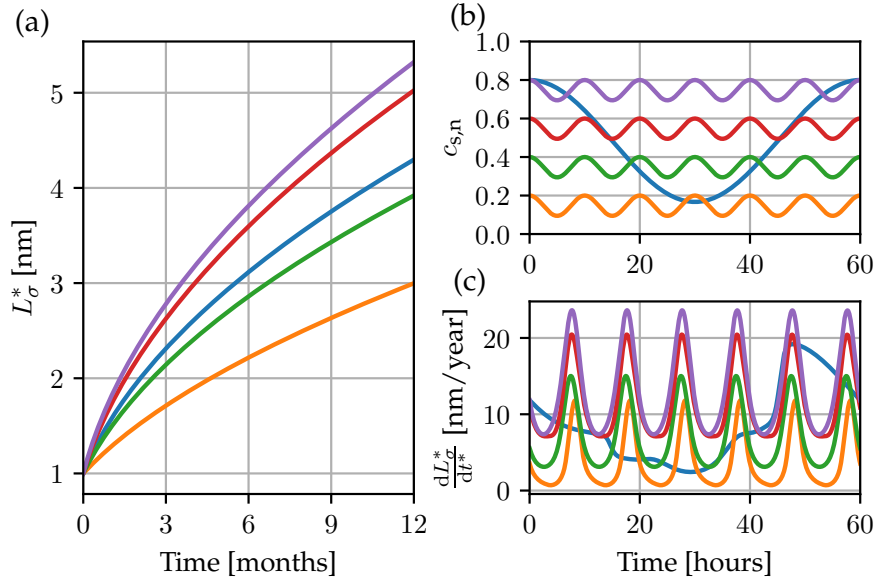 (a)
5
4
3
2
1
L*σ [nm]
0 3 6 9 12
Time [months]
(b)
1.0
0.8
0.6
0.4
0.2
0.0
c_s,n
0 20 40 60
(c)
20
10
0
dL*σ/dt* [nm/year]
0 20 40 60
Time [hours]